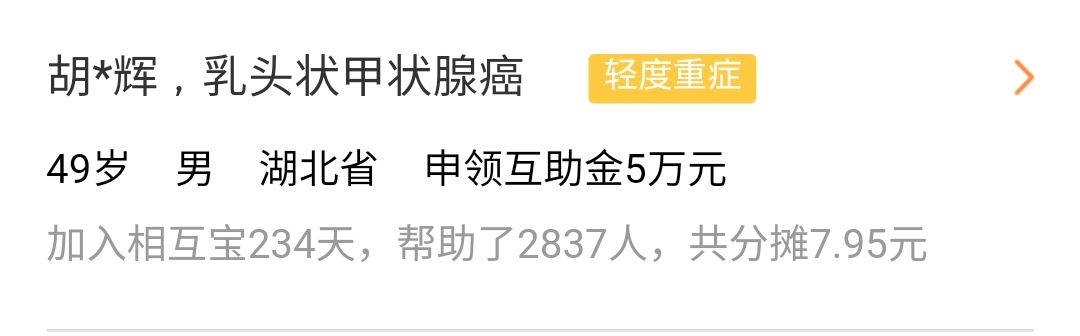 胡*辉，乳头状甲状腺癌 轻度重症
49岁 男 湖北省 申领互助金5万元
加入相互宝234天，帮助了2837人，共分摊7.95元